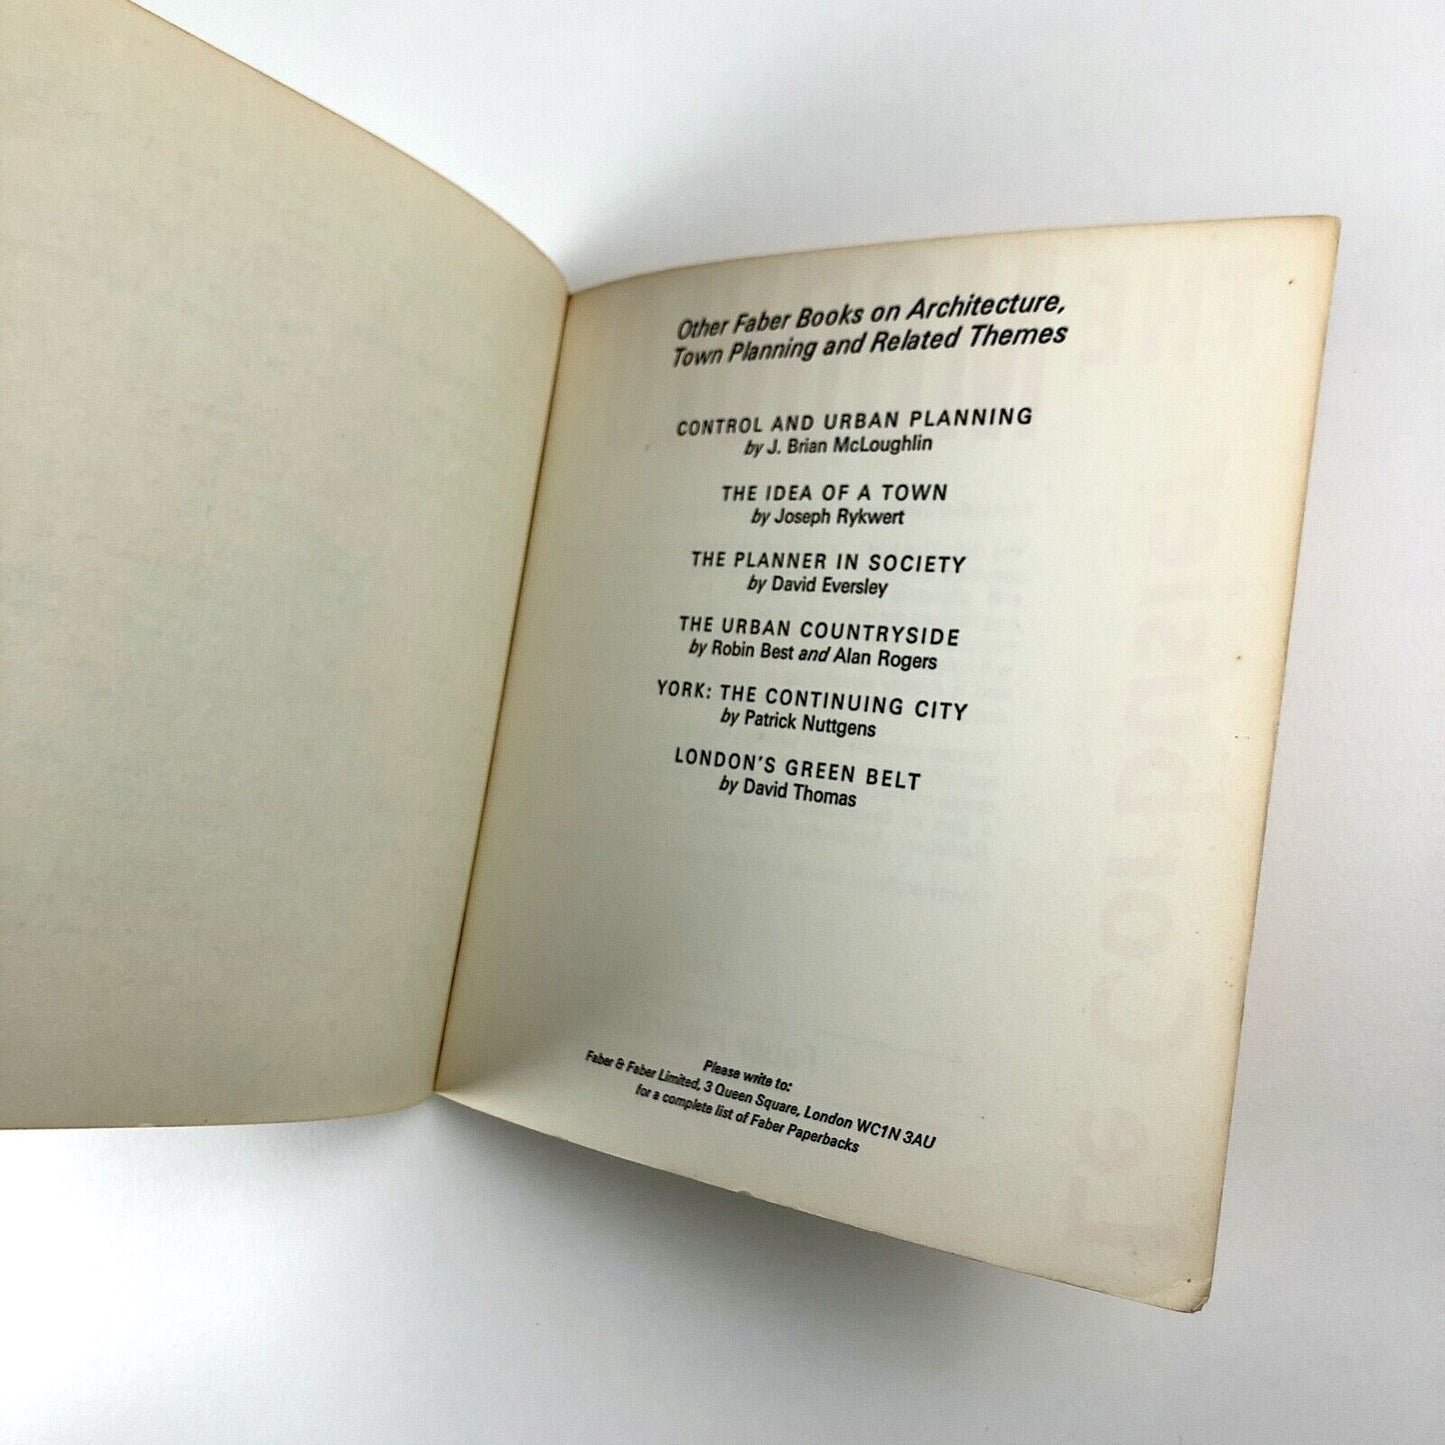 Other Faber Books on Architecture,
Town Planning and Related Themes
CONTROL AND URBAN PLANNING
by J. Brian McLoughlin
THE IDEA OF A TOWN
by Joseph Rykwert
THE PLANNER IN SOCIETY
by David Eversley
THE URBAN COUNTRYSIDE
by Robin Best and Alan Rogers
YORK: THE CONTINUING CITY
by Patrick Nuttgens
LONDON'S GREEN BELT
by David Thomas
Please write to:
Faber & Faber Limited, 3 Queen Square, London WC1N 3AU
for a complete list of Faber Paperbacks